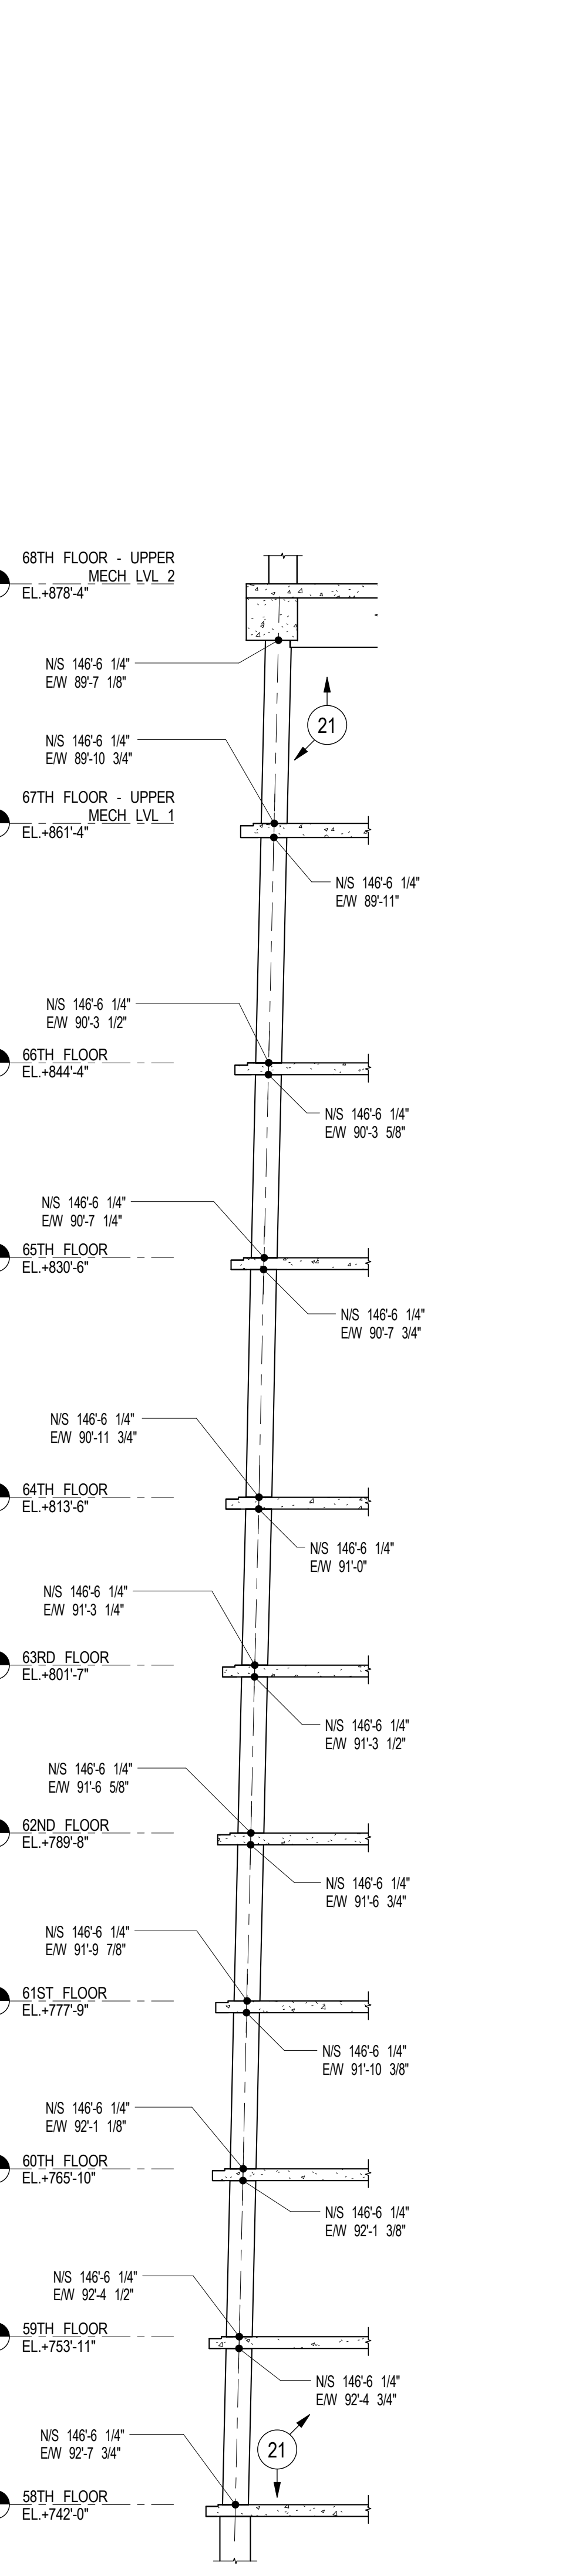 68TH FLOOR - UPPER
MECH LVL 2
EL.+878'-4"
N/S 146'-6 1/4"
E/W 89'-7 1/8"
21
N/S 146'-6 1/4"
E/W 89'-10 3/4"
67TH FLOOR - UPPER
MECH LVL 1
EL.+861'-4"
N/S 146'-6 1/4"
E/W 89'-11"
N/S 146'-6 1/4"
E/W 90'-3 1/2"
66TH FLOOR
EL.+844'-4"
N/S 146'-6 1/4"
E/W 90'-3 5/8"
N/S 146'-6 1/4"
E/W 90'-7 1/4"
65TH FLOOR
EL.+830'-6"
N/S 146'-6 1/4"
E/W 90'-7 3/4"
N/S 146'-6 1/4"
E/W 90'-11 3/4"
64TH FLOOR
EL.+813'-6"
N/S 146'-6 1/4"
E/W 91'-0"
N/S 146'-6 1/4"
E/W 91'-3 1/4"
63RD FLOOR
EL.+801'-7"
N/S 146'-6 1/4"
E/W 91'-3 1/2"
N/S 146'-6 1/4"
E/W 91'-6 5/8"
62ND FLOOR
EL.+789'-8"
N/S 146'-6 1/4"
E/W 91'-6 3/4"
N/S 146'-6 1/4"
E/W 91'-9 7/8"
61ST FLOOR
EL.+777'-9"
N/S 146'-6 1/4"
E/W 91'-10 3/8"
N/S 146'-6 1/4"
E/W 92'-1 1/8"
60TH FLOOR
EL.+765'-10"
N/S 146'-6 1/4"
E/W 92'-1 3/8"
N/S 146'-6 1/4"
E/W 92'-4 1/2"
59TH FLOOR
EL.+753'-11"
N/S 146'-6 1/4"
E/W 92'-4 3/4"
N/S 146'-6 1/4"
E/W 92'-7 3/4"
21
58TH FLOOR
EL.+742'-0"